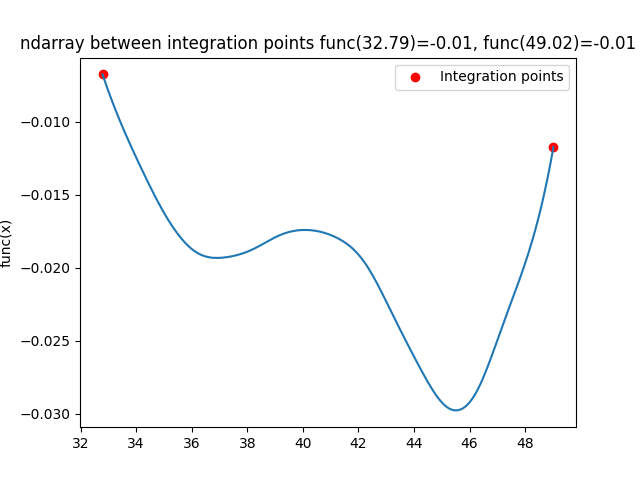 ndarray between integration points func(32.79)=-0.01, func(49.02)=-0.01
Integration points
−0.010
−0.015
−0.020
−0.025
−0.030
func(x)
32 34 36 38 40 42 44 46 48